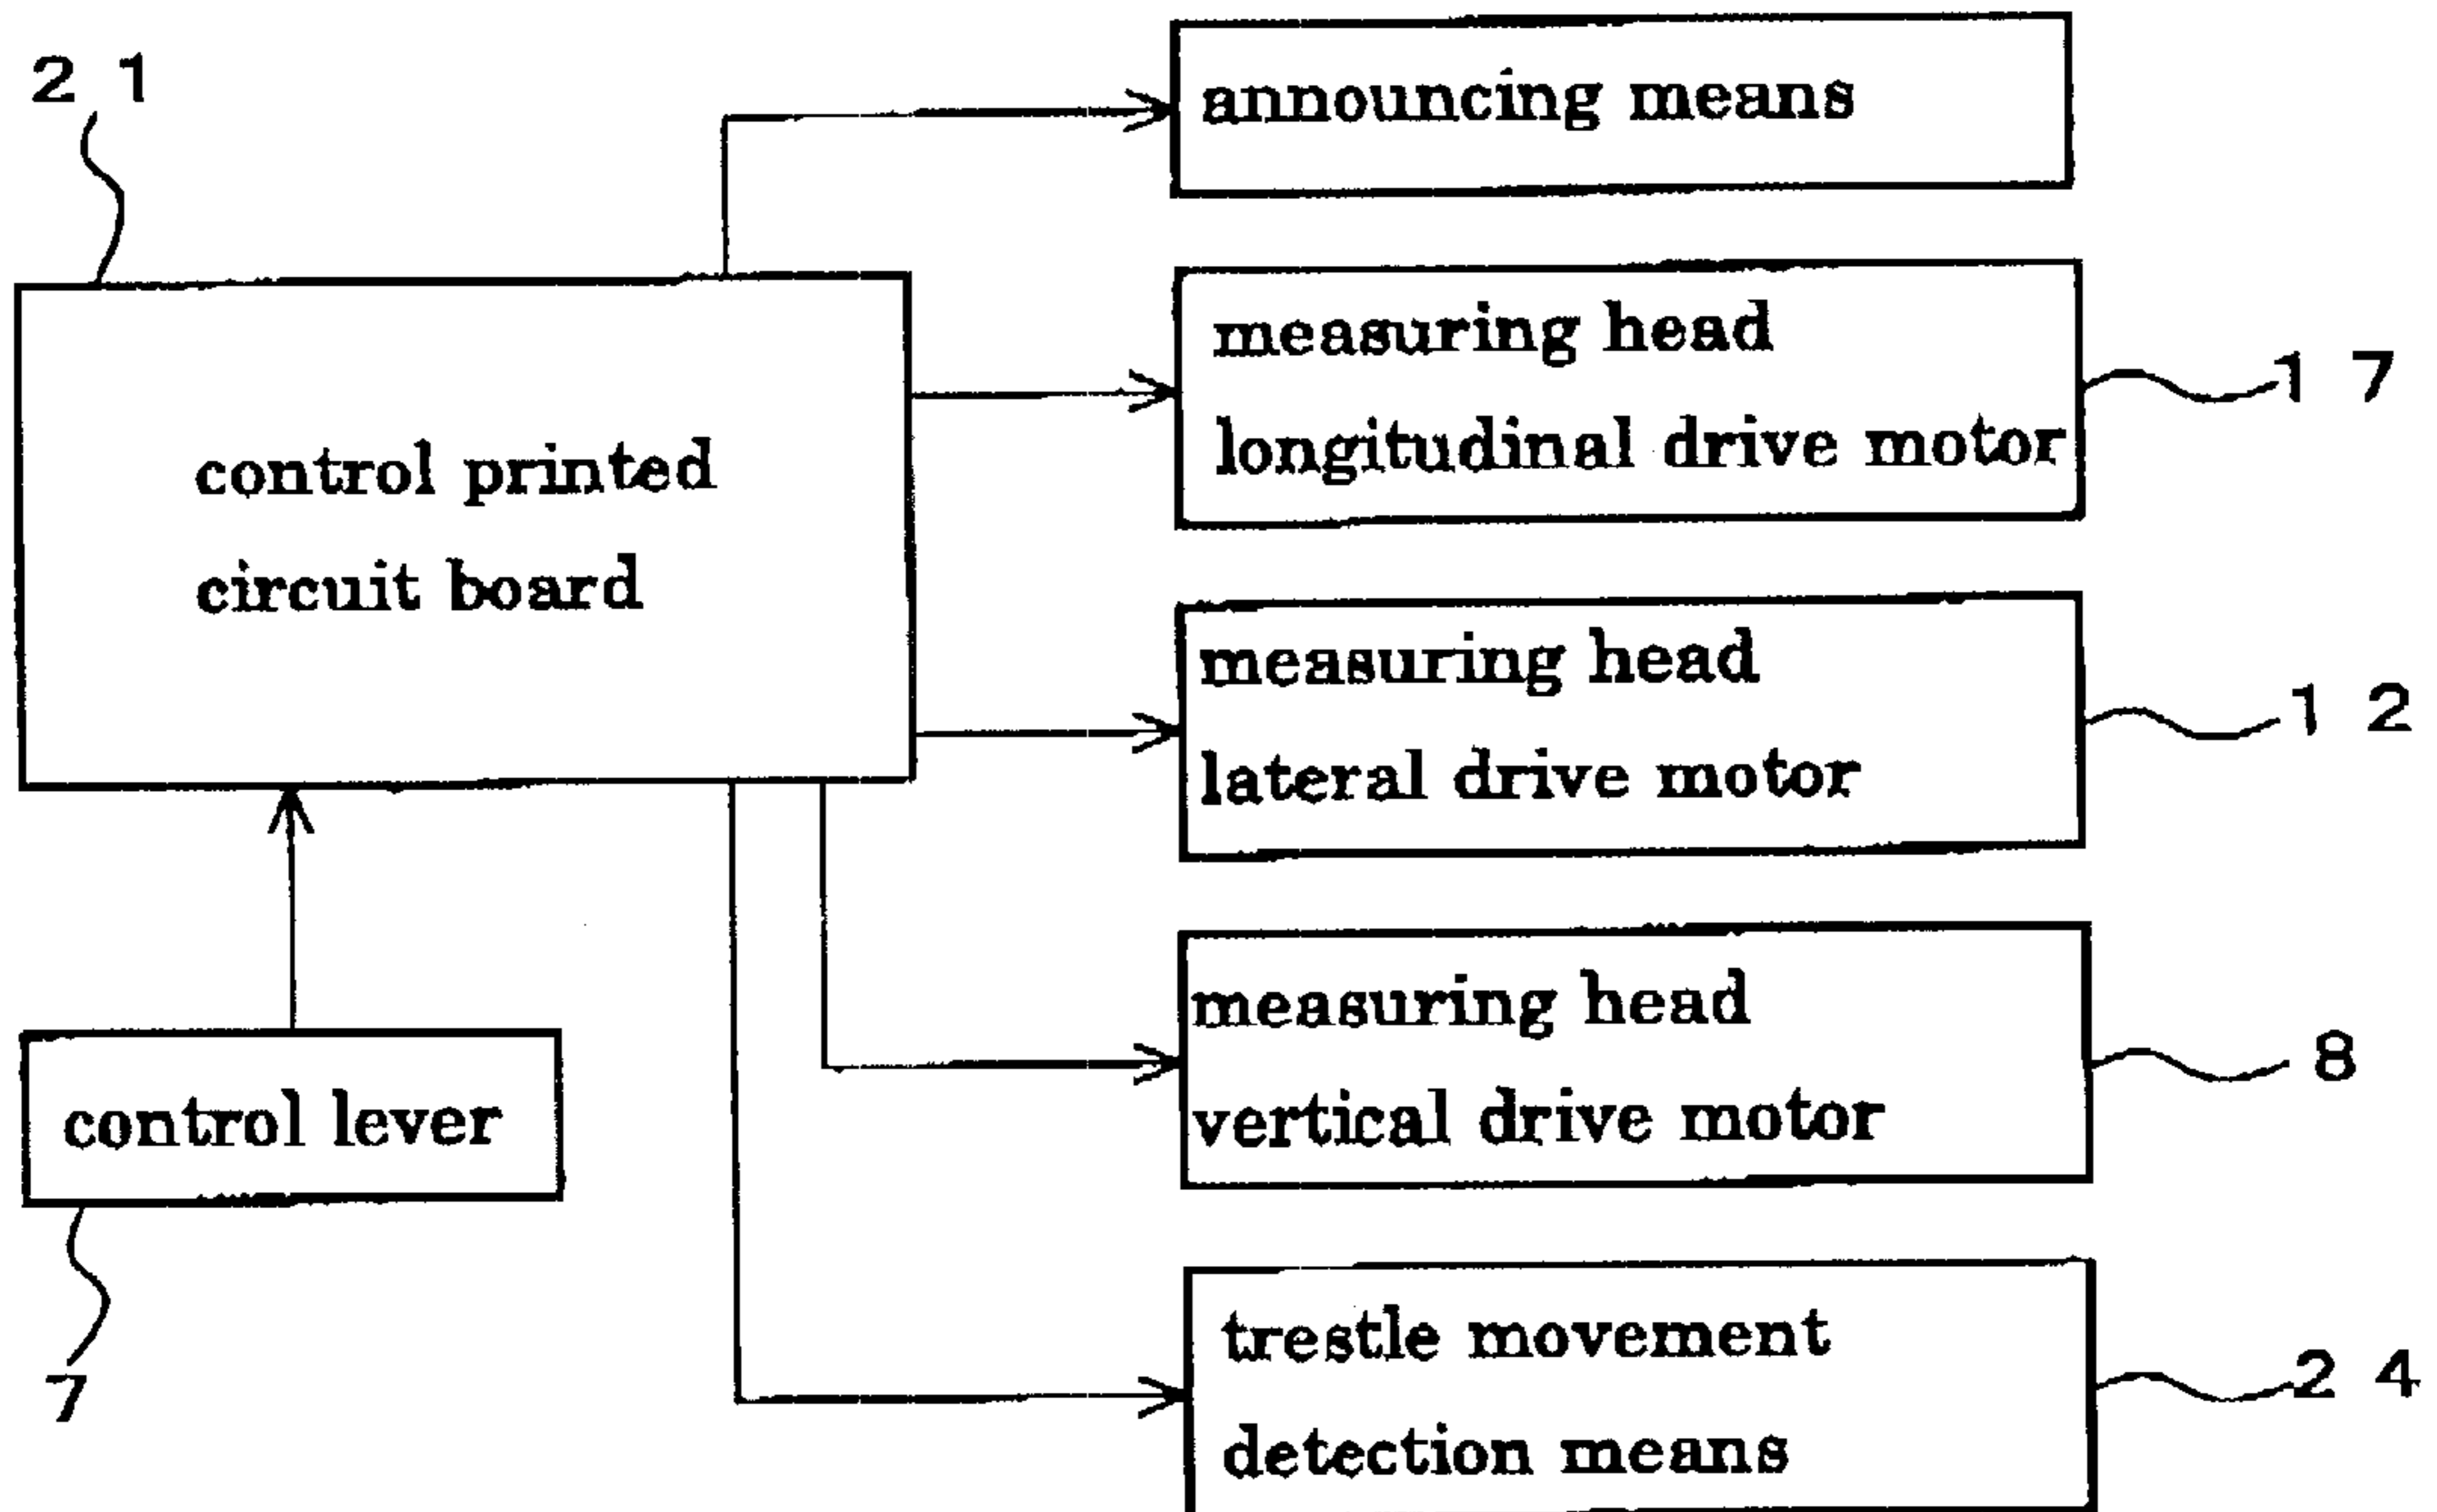 2 1
announcing means
measuring head
longitudinal drive motor
1 7
control printed
circuit board
measuring head
lateral drive motor
1 2
measuring head
vertical drive motor
8
control lever
7
trestle movement
detection means
2 4